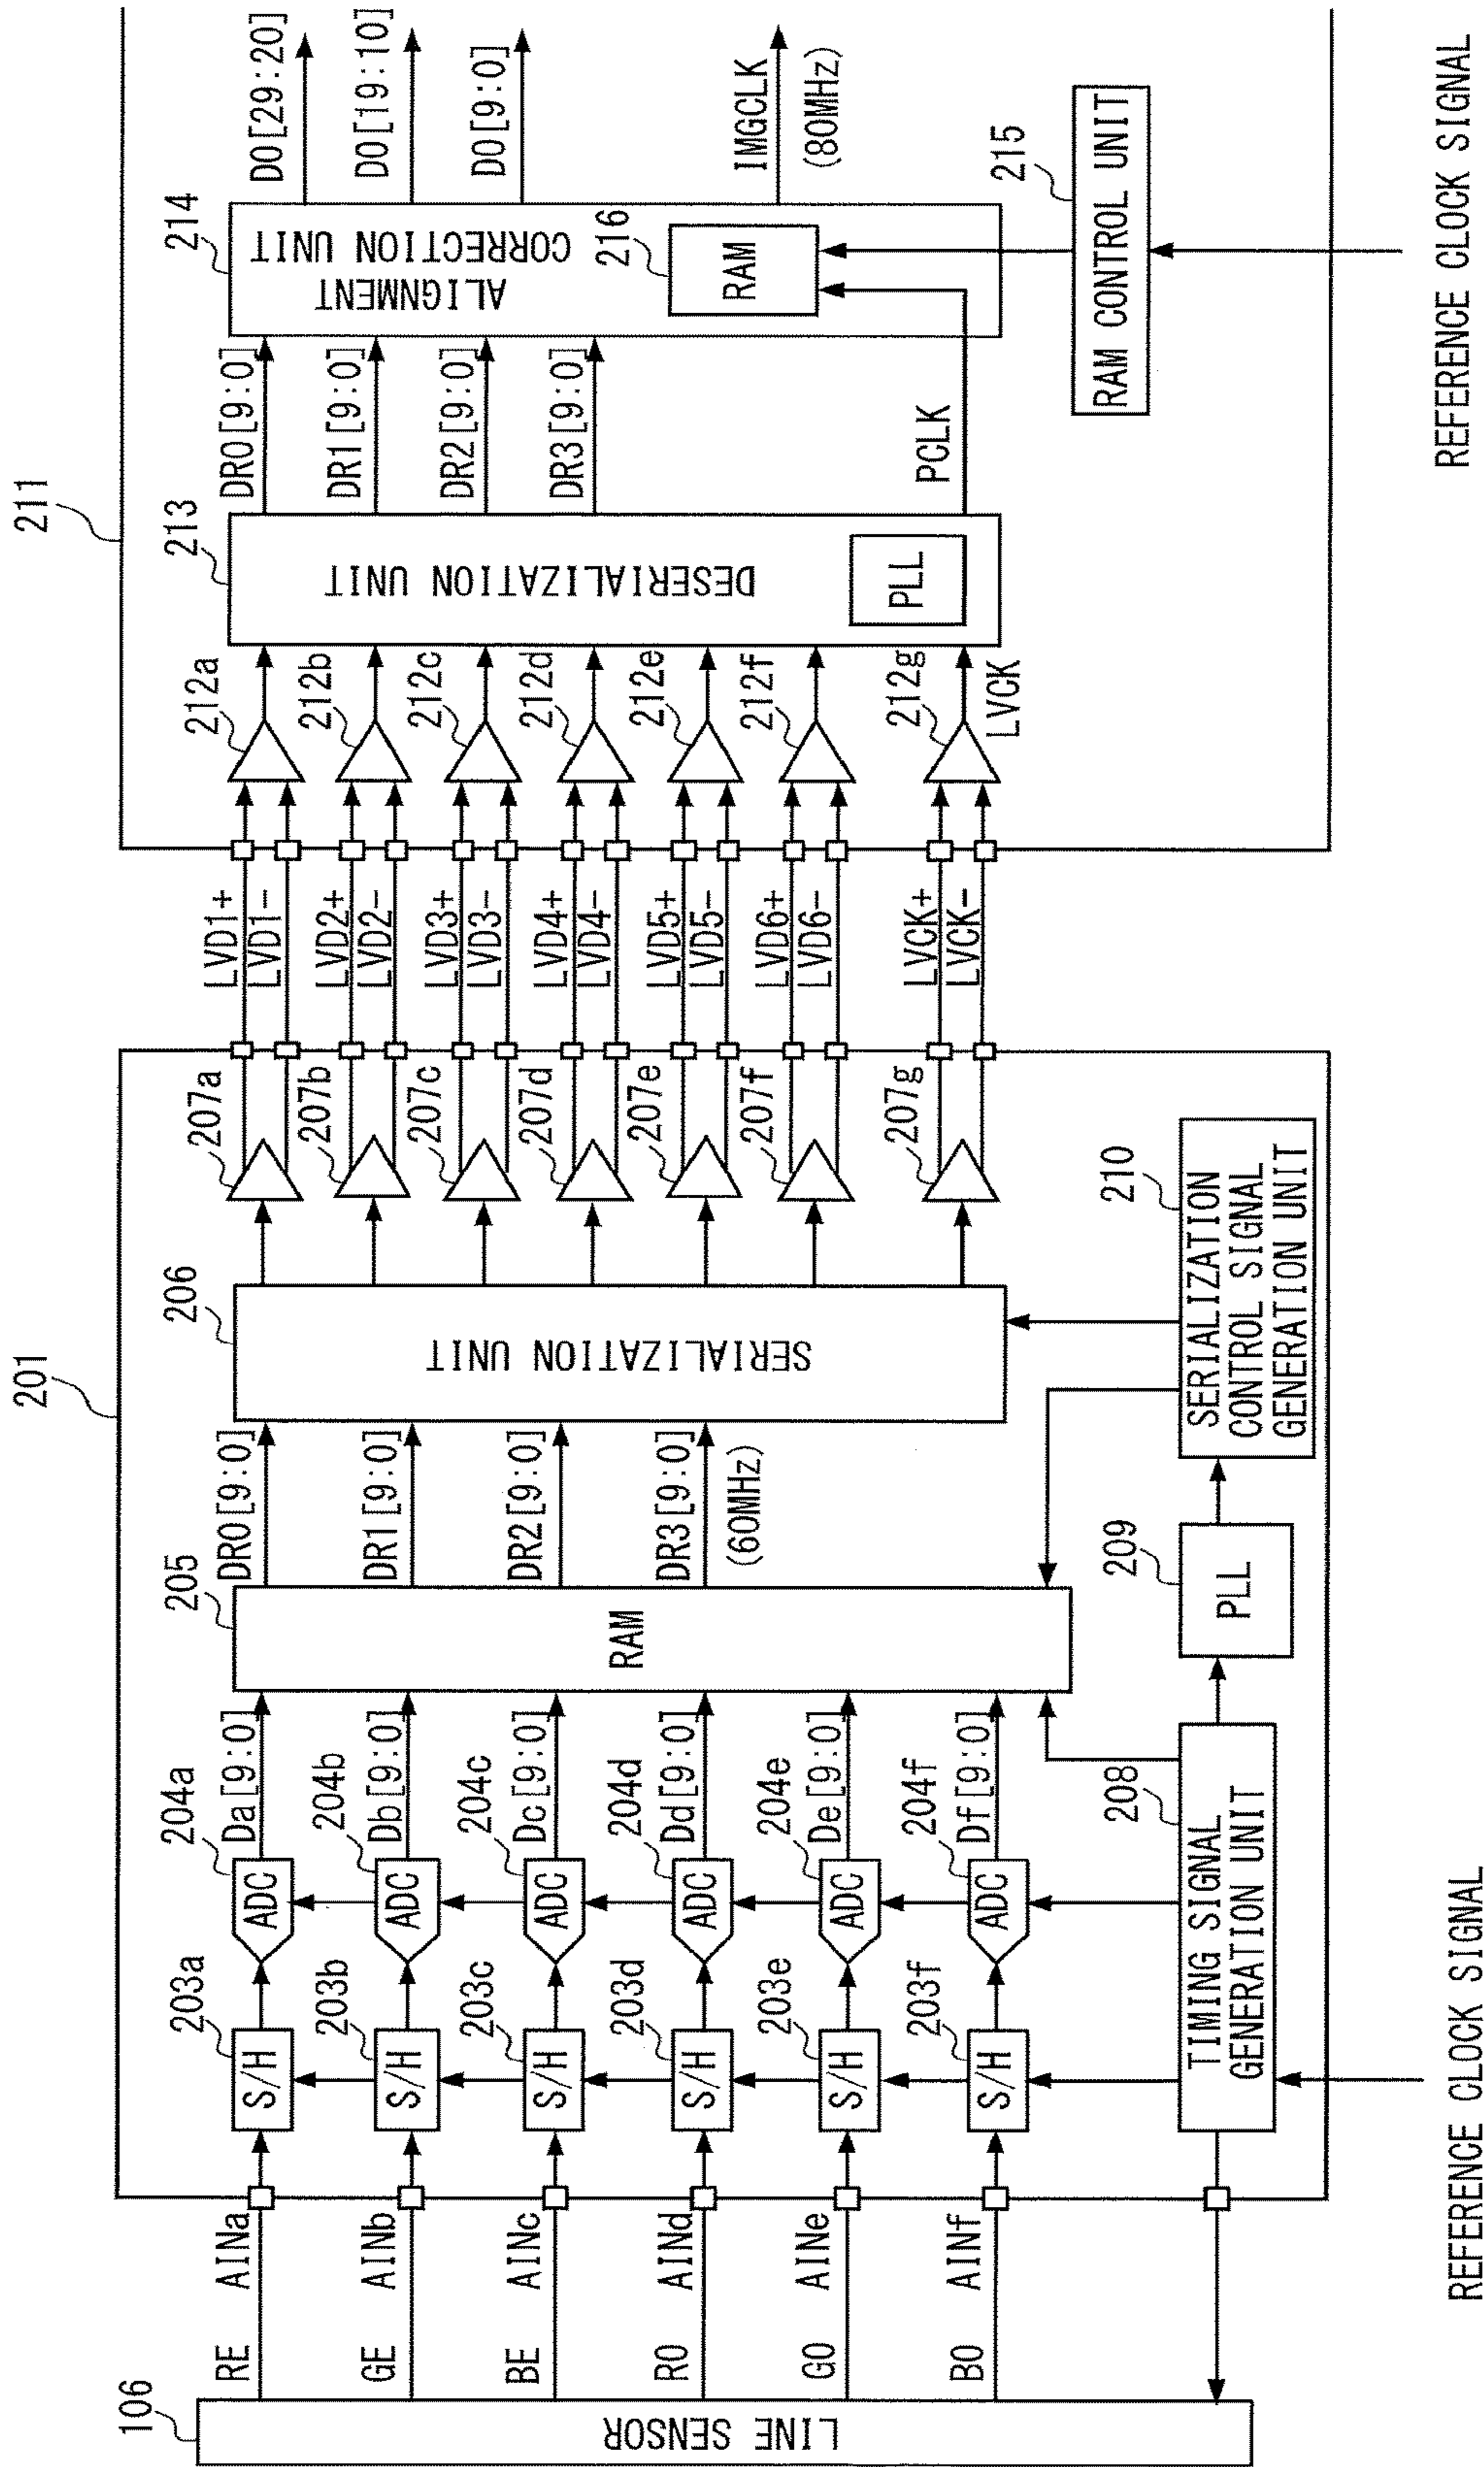 106
LINE SENSOR
RE
AINa
GE
AINb
BE
AINc
RO
AINd
GO
AINe
BO
AINf
201
203a
S/H
203b
S/H
203c
S/H
203d
S/H
203e
S/H
203f
S/H
204a
ADC
204b
ADC
204c
ADC
204d
ADC
204e
ADC
204f
ADC
Da[9:0]
Db[9:0]
Dc[9:0]
Dd[9:0]
De[9:0]
Df[9:0]
208
TIMING SIGNAL
GENERATION UNIT
REFERENCE CLOCK SIGNAL
205
RAM
209
PLL
DR0[9:0]
DR1[9:0]
DR2[9:0]
DR3[9:0]
(60MHz)
206
SERIALIZATION UNIT
210
SERIALIZATION
CONTROL SIGNAL
GENERATION UNIT
207a
207b
207c
207d
207e
207f
207g
LVD1+
LVD1-
LVD2+
LVD2-
LVD3+
LVD3-
LVD4+
LVD4-
LVD5+
LVD5-
LVD6+
LVD6-
LVCK+
LVCK-
211
212a
212b
212c
212d
212e
212f
212g
LVCK
213
DESERIALIZATION UNIT
PLL
DR0[9:0]
DR1[9:0]
DR2[9:0]
DR3[9:0]
PCLK
214
ALIGNMENT
CORRECTION UNIT
216
RAM
215
RAM CONTROL UNIT
REFERENCE CLOCK SIGNAL
DO[29:20]
DO[19:10]
DO[9:0]
IMGCLK
(80MHz)